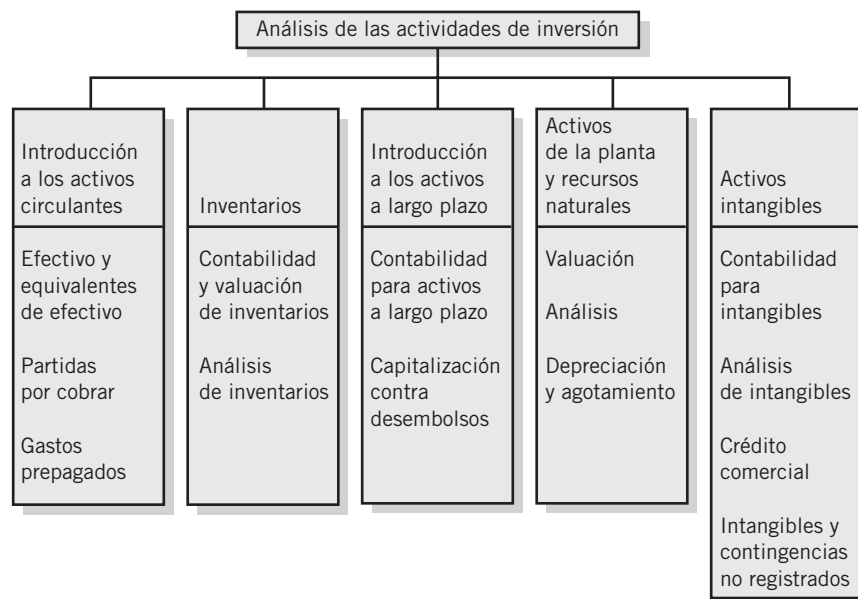 Análisis de las actividades de inversión
Introducción
a los activos
circulantes
Efectivo y
equivalentes
de efectivo
Partidas
por cobrar
Gastos
prepagados
Inventarios
Contabilidad
y valuación
de inventarios
Análisis
de inventarios
Introducción
a los activos
a largo plazo
Contabilidad
para activos
a largo plazo
Capitalización
contra
desembolsos
Activos
de la planta
y recursos
naturales
Valuación
Análisis
Depreciación
y agotamiento
Activos
intangibles
Contabilidad
para
intangibles
Análisis
de intangibles
Crédito
comercial
Intangibles y
contingencias
no registrados